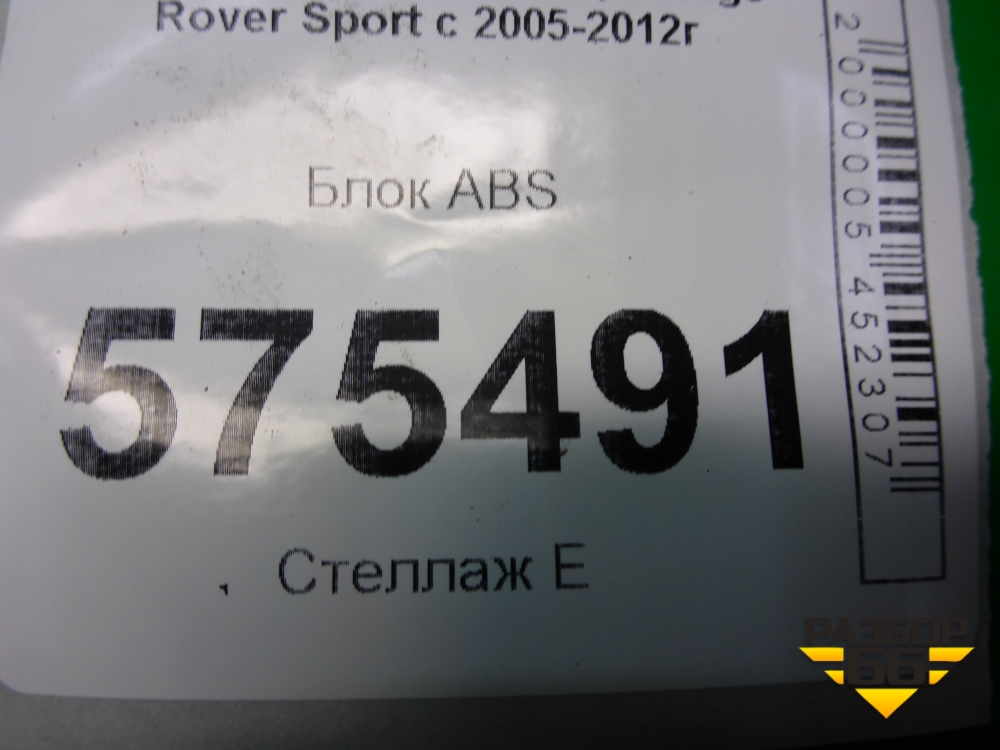 Rover Sport с 2005-2012г
Блок ABS
575491
Стеллаж Е
2000005452307
РАЗБОР
66